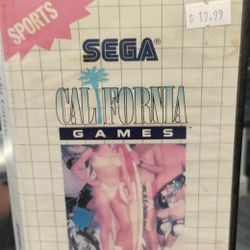 $ 19.99
SPORTS
SEGA®
CALIFORNIA
GAMES